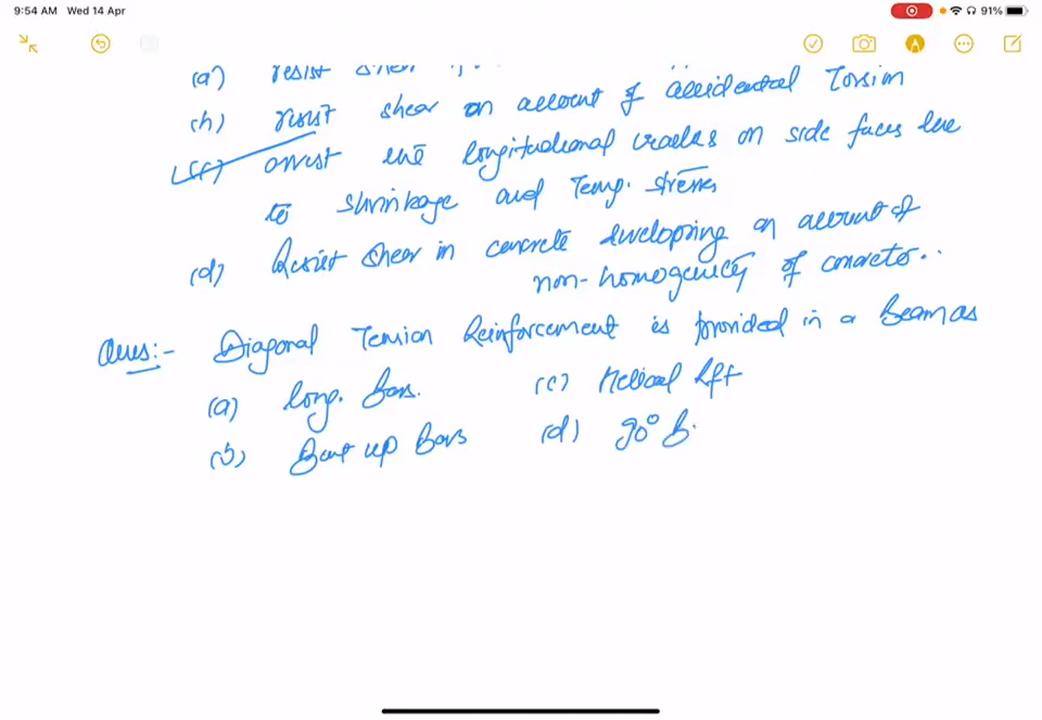 9:54 AM Wed 14 Apr 91%
(a) resist shear
(b) resist shear on account of accidental Torsion
(c) arrest the longitudinal cracks on side faces due
to shrinkage and Temp. stress
(d) Resist shear in concrete developing on account of
non-homogeneity of concrete..
Ques:- Diagonal Tension Reinforcement is provided in a Beam as
(a) long. bars. (c) Helical rft
(b) Bent up bars (d) 90° b